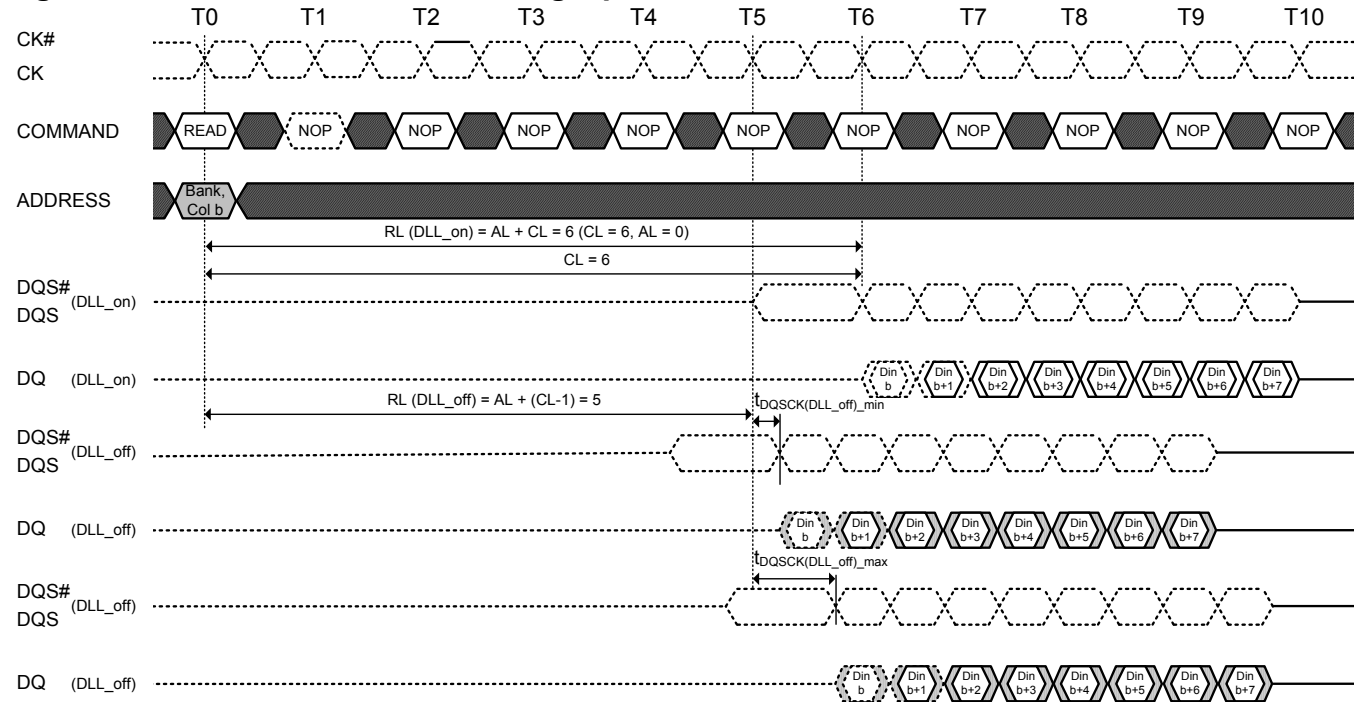 T0 T1 T2 T3 T4 T5 T6 T7 T8 T9 T10
CK#
CK
COMMAND READ NOP NOP NOP NOP NOP NOP NOP NOP NOP NOP
ADDRESS Bank,
Col b
RL (DLL_on) = AL + CL = 6 (CL = 6, AL = 0)
CL = 6
DQS#
DQS (DLL_on)
DQ (DLL_on) Din b Din b+1 Din b+2 Din b+3 Din b+4 Din b+5 Din b+6 Din b+7
RL (DLL_off) = AL + (CL-1) = 5 tDQSCK(DLL_off)_min
DQS#
DQS (DLL_off)
DQ (DLL_off) Din b Din b+1 Din b+2 Din b+3 Din b+4 Din b+5 Din b+6 Din b+7
tDQSCK(DLL_off)_max
DQS#
DQS (DLL_off)
DQ (DLL_off) Din b Din b+1 Din b+2 Din b+3 Din b+4 Din b+5 Din b+6 Din b+7